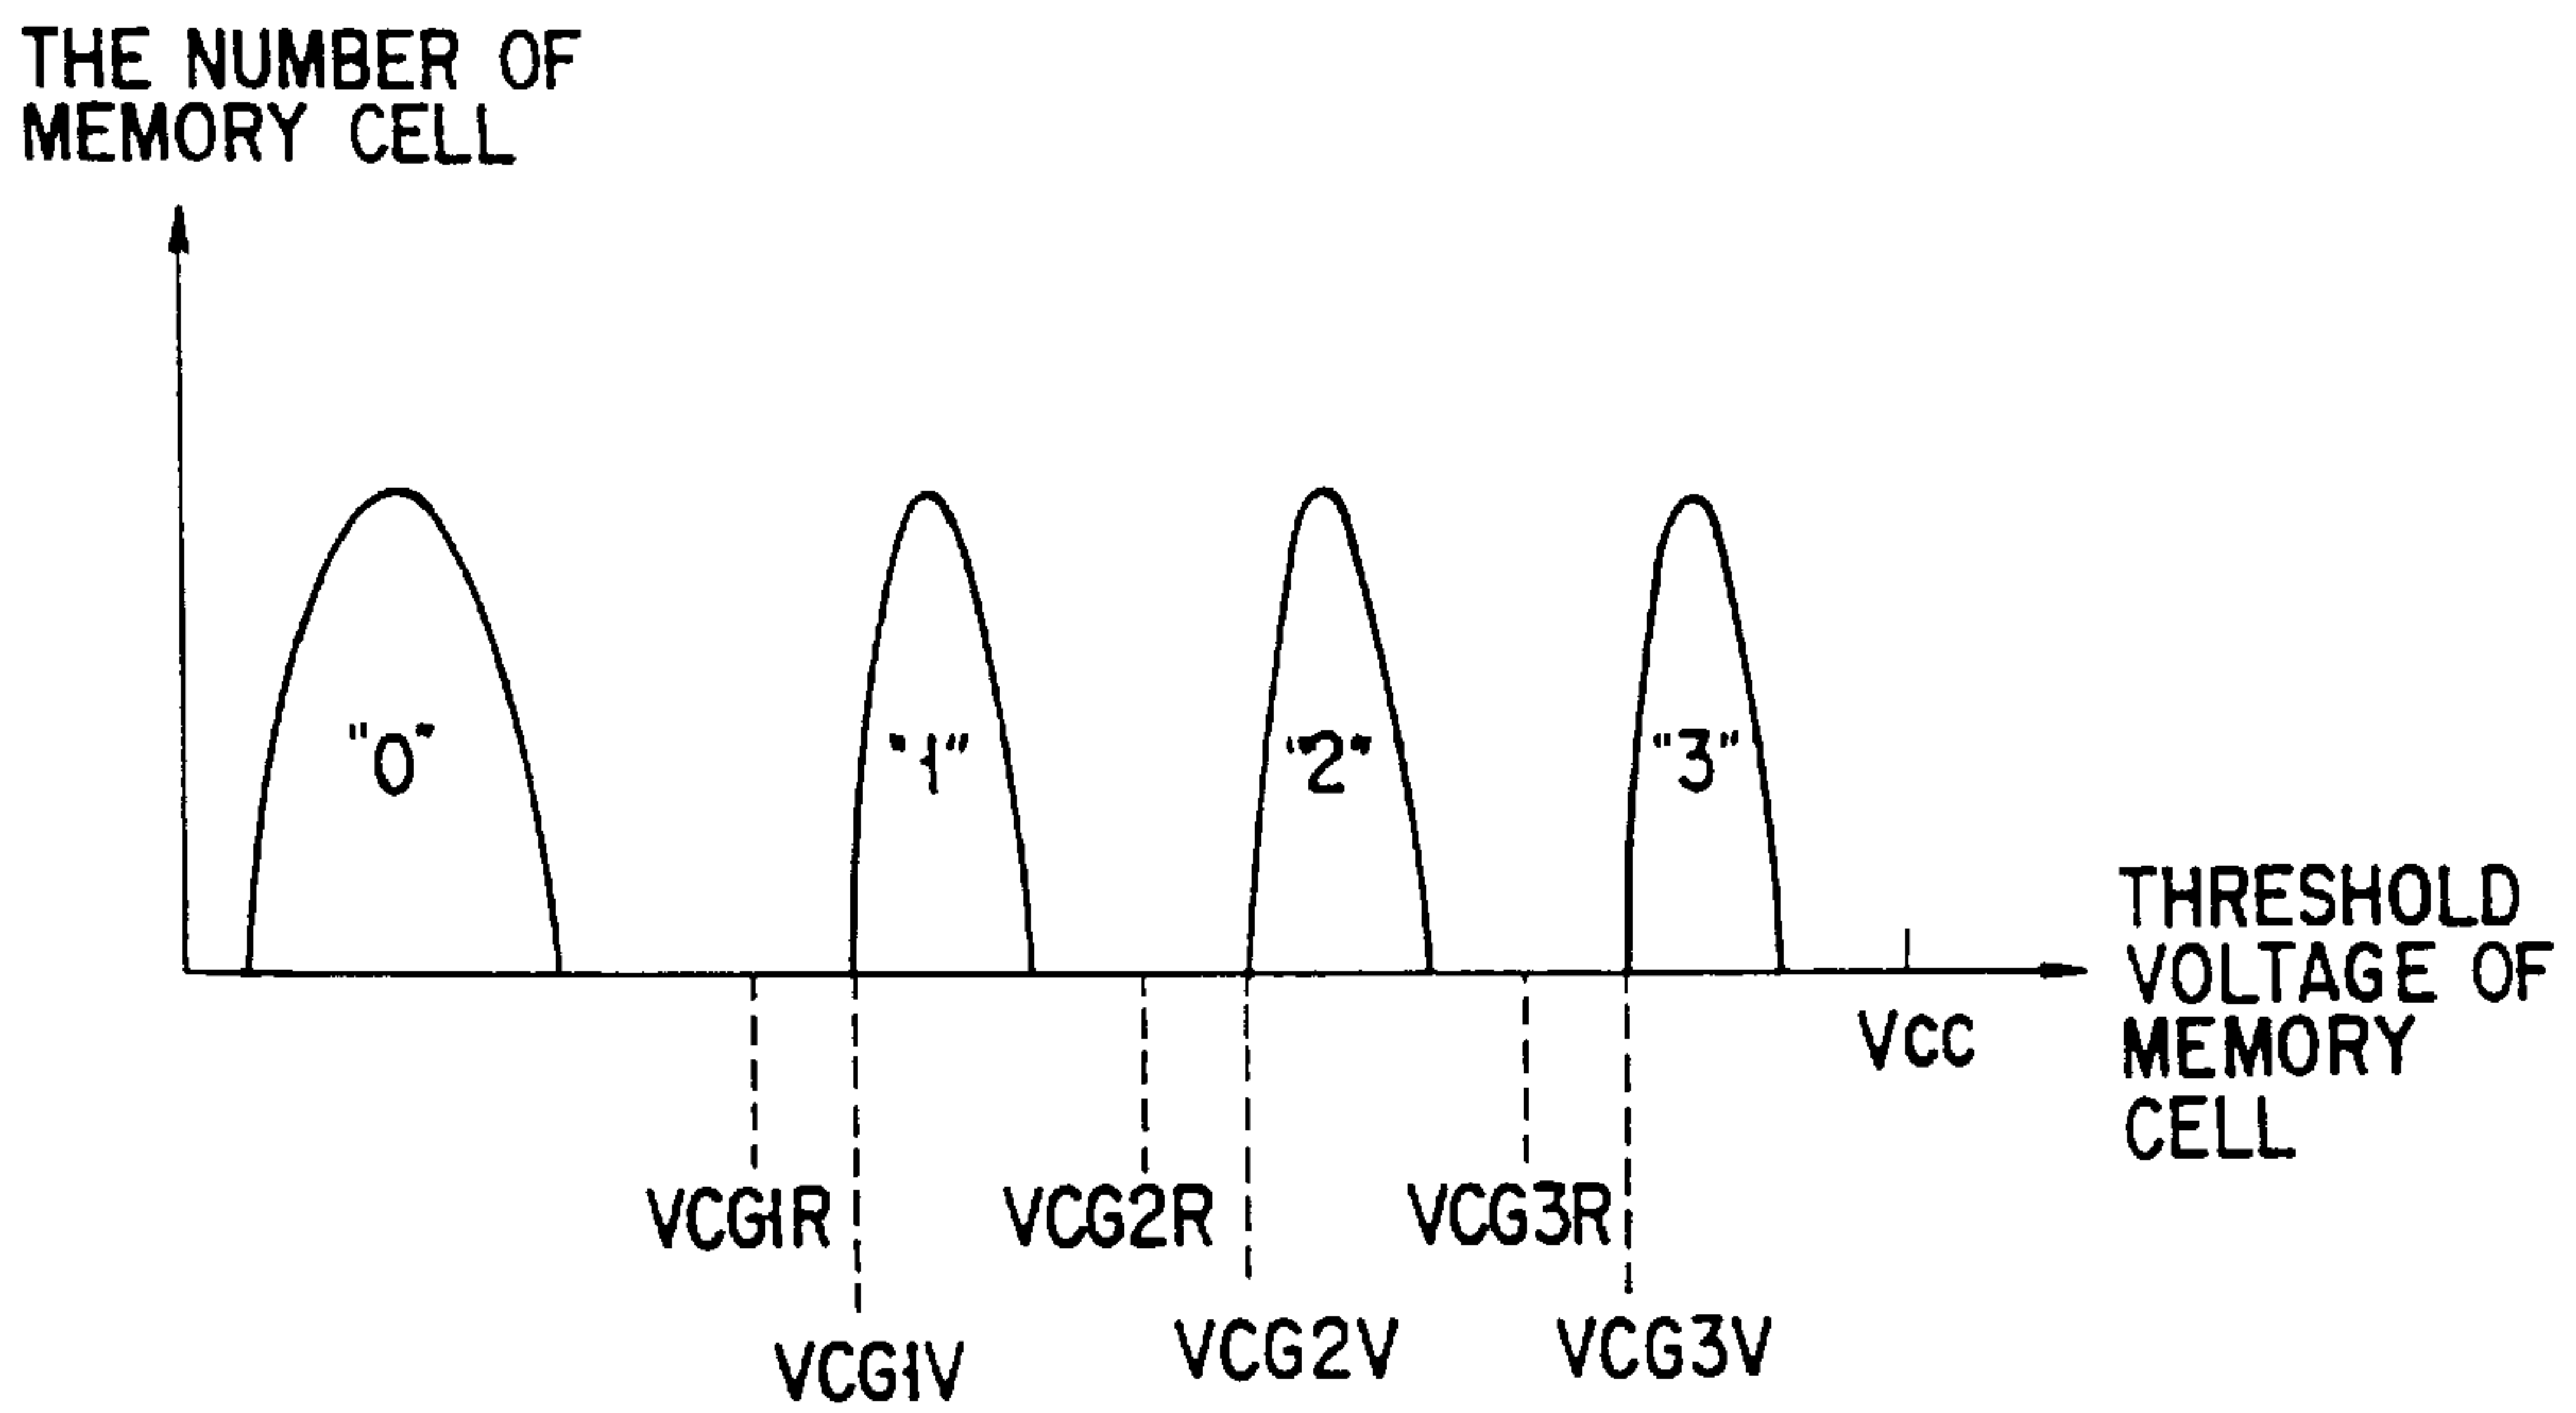 THE NUMBER OF
MEMORY CELL
"0"
"1"
"2"
"3"
THRESHOLD
VOLTAGE OF
MEMORY
CELL
VCC
VCG1R
VCG2R
VCG3R
VCG1V
VCG2V
VCG3V